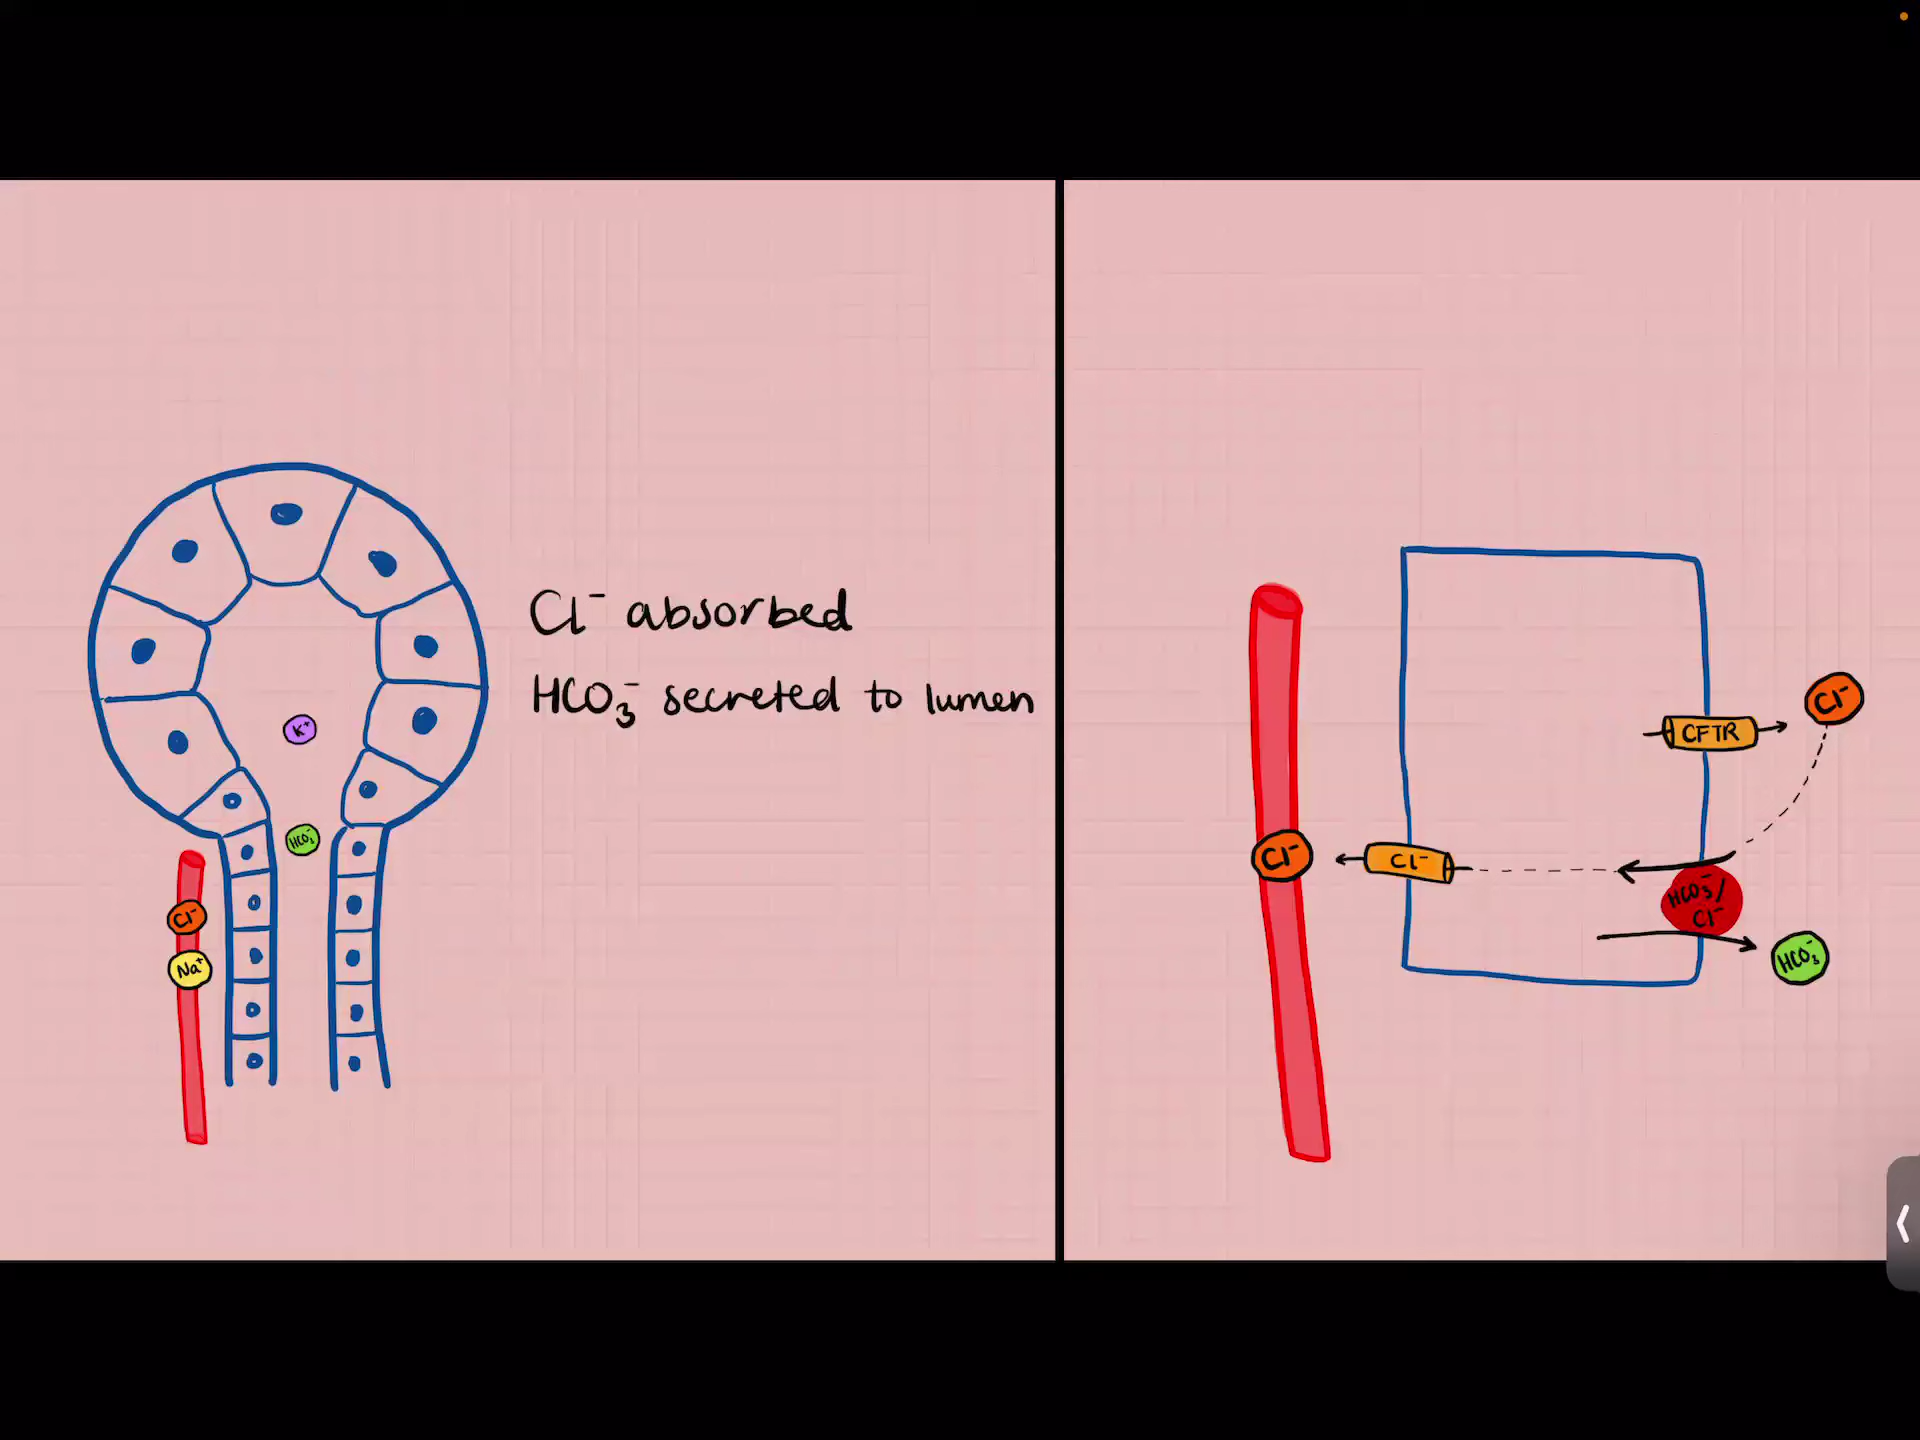 Cl⁻ absorbed
HCO₃⁻ secreted to lumen
K⁺
HCO₃⁻
Cl⁻
Na⁺
Cl⁻
CFTR
Cl⁻
Cl⁻
HCO₃⁻/
Cl⁻
HCO₃⁻